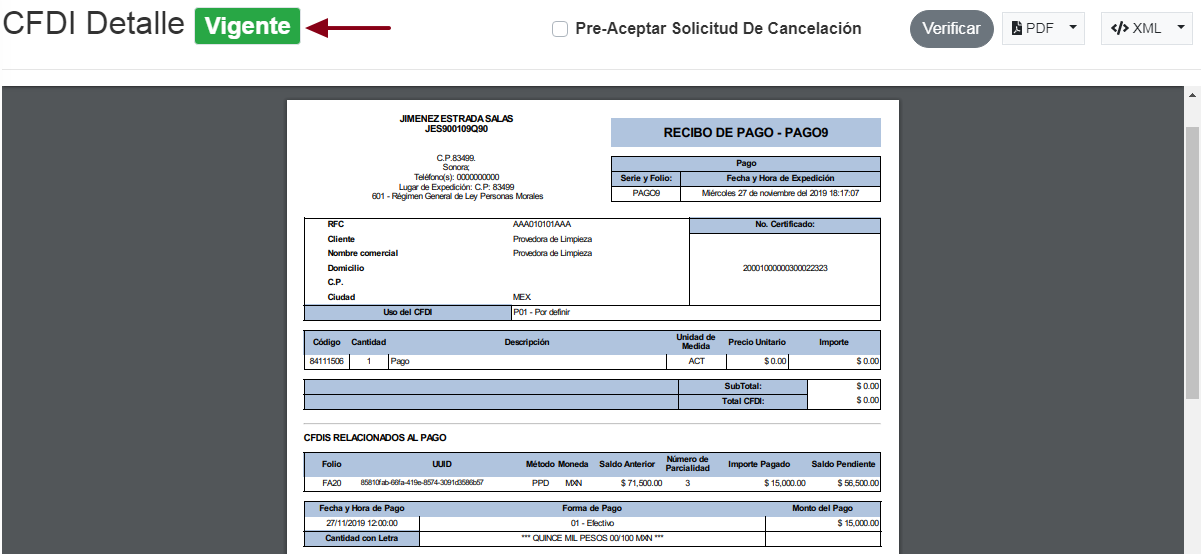 CFDI Detalle Vigente
Pre-Aceptar Solicitud De Cancelación
Verificar
PDF
XML
JIMENEZ ESTRADA SALAS
JES900109Q90
C.P.83499.
Sonora;
Teléfono(s): 0000000000
Lugar de Expedición: C.P: 83499
601 - Régimen General de Ley Personas Morales
RECIBO DE PAGO - PAGO9
Pago
Serie y Folio: Fecha y Hora de Expedición
PAGO9 Miércoles 27 de noviembre del 2019 18:17:07
RFC AAA010101AAA
Cliente Provedora de Limpieza
Nombre comercial Provedora de Limpieza
Domicilio
C.P.
Ciudad MEX
No. Certificado:
20001000000300022323
Uso del CFDI P01 - Por definir
Código Cantidad Descripción Unidad de Medida Precio Unitario Importe
84111506 1 Pago ACT $ 0.00 $ 0.00
SubTotal: $ 0.00
Total CFDI: $ 0.00
CFDIS RELACIONADOS AL PAGO
Folio UUID Método Moneda Saldo Anterior Número de Parcialidad Importe Pagado Saldo Pendiente
FA20 85810fab-66fa-419e-8574-3091d3586b57 PPD MXN $ 71,500.00 3 $ 15,000.00 $ 56,500.00
Fecha y Hora de Pago Forma de Pago Monto del Pago
27/11/2019 12:00:00 01 - Efectivo $ 15,000.00
Cantidad con Letra *** QUINCE MIL PESOS 00/100 MXN ***